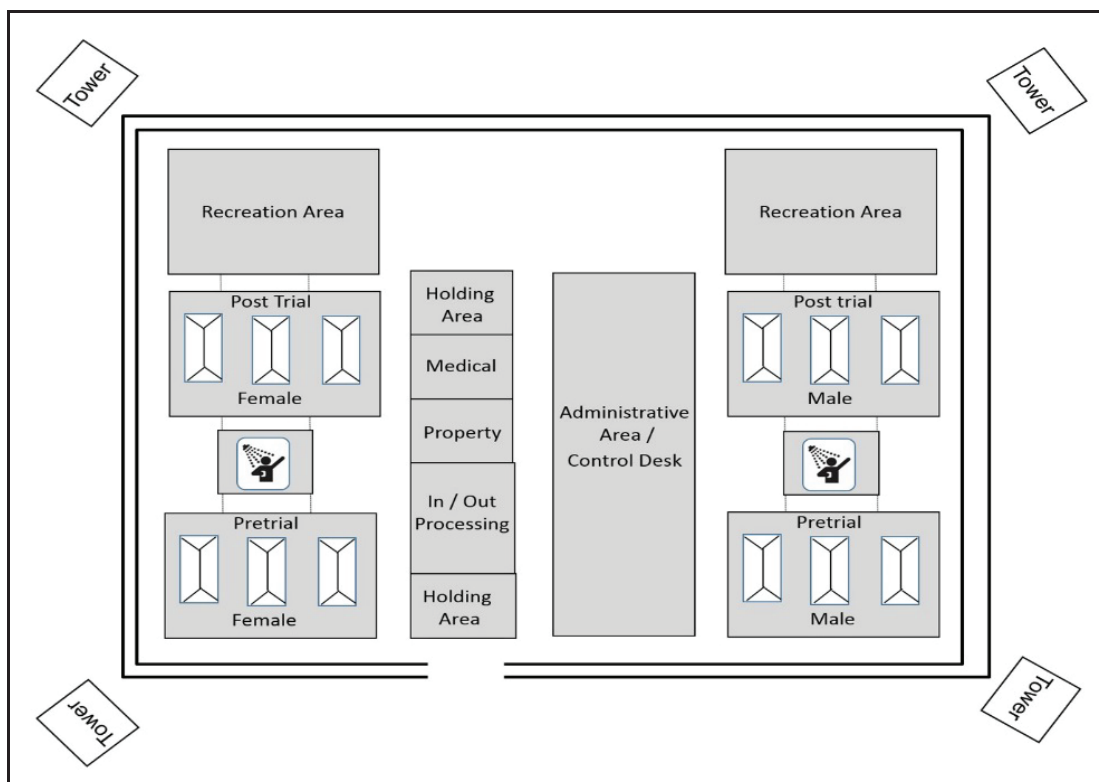 Tower
Tower
Recreation Area
Recreation Area
Post Trial
Female
Holding
Area
Medical
Property
In / Out
Processing
Holding
Area
Administrative
Area /
Control Desk
Post trial
Male
Pretrial
Female
Pretrial
Male
Tower
Tower